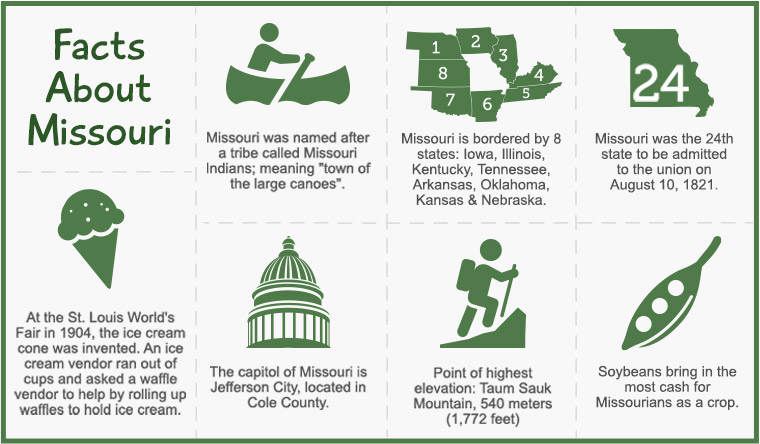 Facts
About
Missouri
Missouri was named after
a tribe called Missouri
Indians; meaning "town of
the large canoes".
1
2
3
4
5
6
7
8
Missouri is bordered by 8
states: Iowa, Illinois,
Kentucky, Tennessee,
Arkansas, Oklahoma,
Kansas & Nebraska.
24
Missouri was the 24th
state to be admitted
to the union on
August 10, 1821.
At the St. Louis World's
Fair in 1904, the ice cream
cone was invented. An ice
cream vendor ran out of
cups and asked a waffle
vendor to help by rolling up
waffles to hold ice cream.
The capitol of Missouri is
Jefferson City, located in
Cole County.
Point of highest
elevation: Taum Sauk
Mountain, 540 meters
(1,772 feet)
Soybeans bring in the
most cash for
Missourians as a crop.